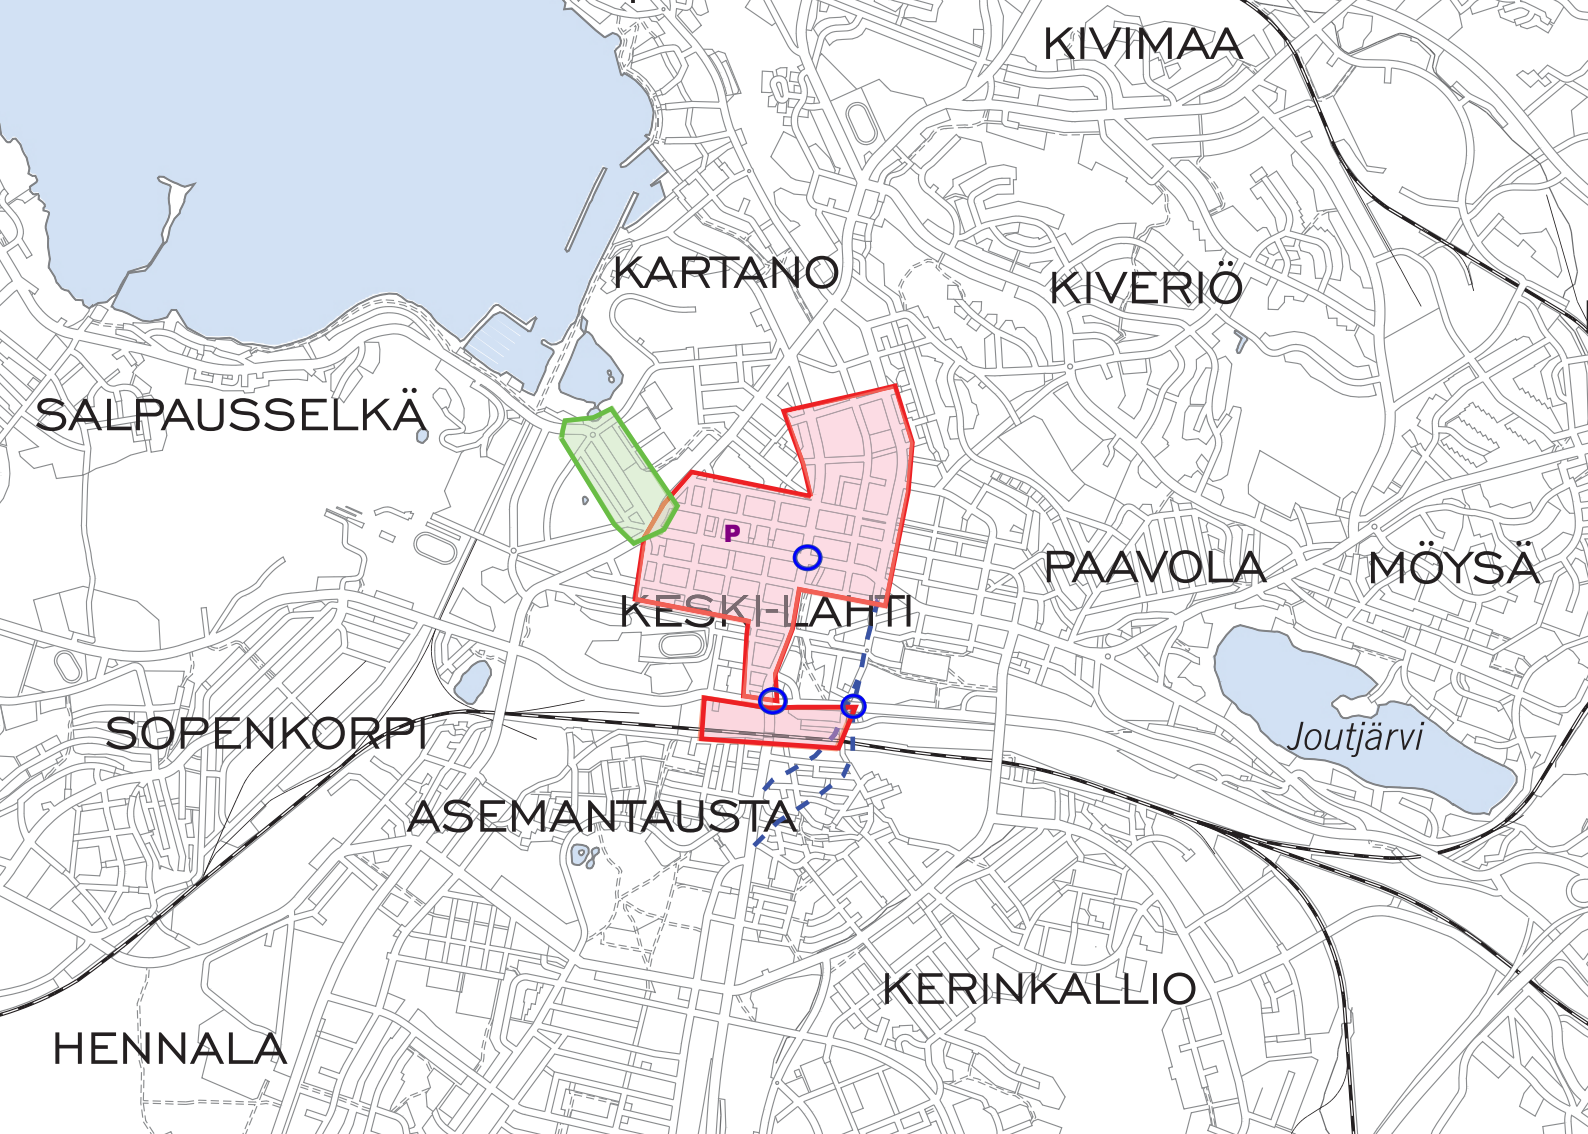 KIVIMAA
KARTANO
KIVERIÖ
SALPAUSSELKÄ
P
PAAVOLA
MÖYSÄ
KESKI-LAHTI
SOPENKORPI
Joutjärvi
ASEMANTAUSTA
KERINKALLIO
HENNALA